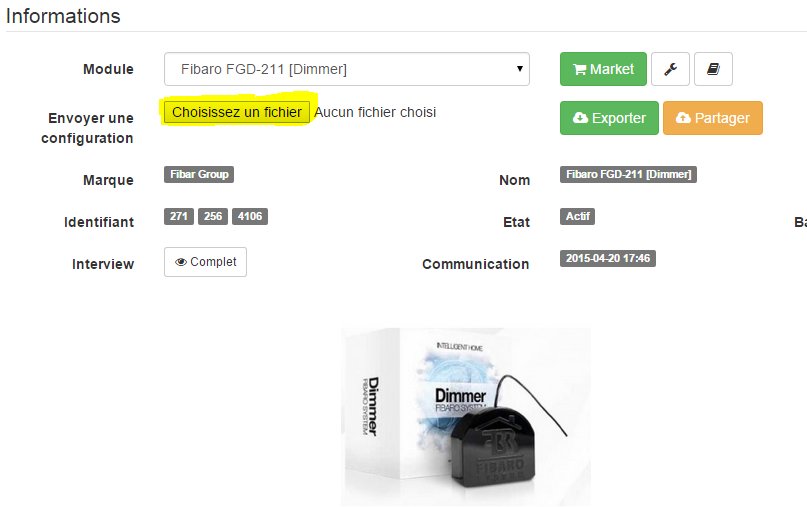 Informations
Module
Fibaro FGD-211 [Dimmer]
Market
Envoyer une
configuration
Choisissez un fichier
Aucun fichier choisi
Exporter
Partager
Marque
Fibar Group
Nom
Fibaro FGD-211 [Dimmer]
Identifiant
271 256 4106
Etat
Actif
Ba
Interview
Complet
Communication
2015-04-20 17:46
INTELLIGENT HOME
Dimmer
FIBARO SYSTEM
Dimmer
FIBARO SYSTEM
FIBARO